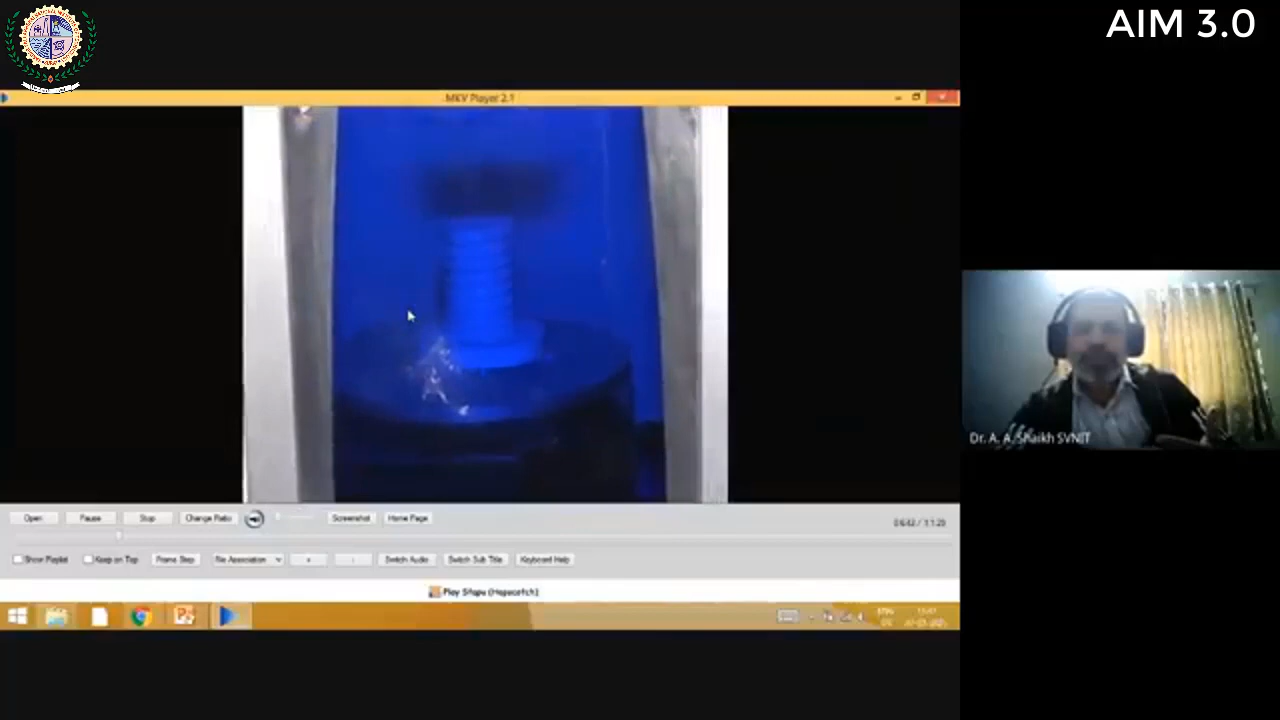 AIM 3.0
MKV Player 2.1
Dr. A. A. Shaikh SVNIT
Open Pause Stop Change Ratio Screenshot Home Page
Show Playlist Keep on Top Frame Step File Association + - Switch Audio Switch Sub Title Keyboard Help